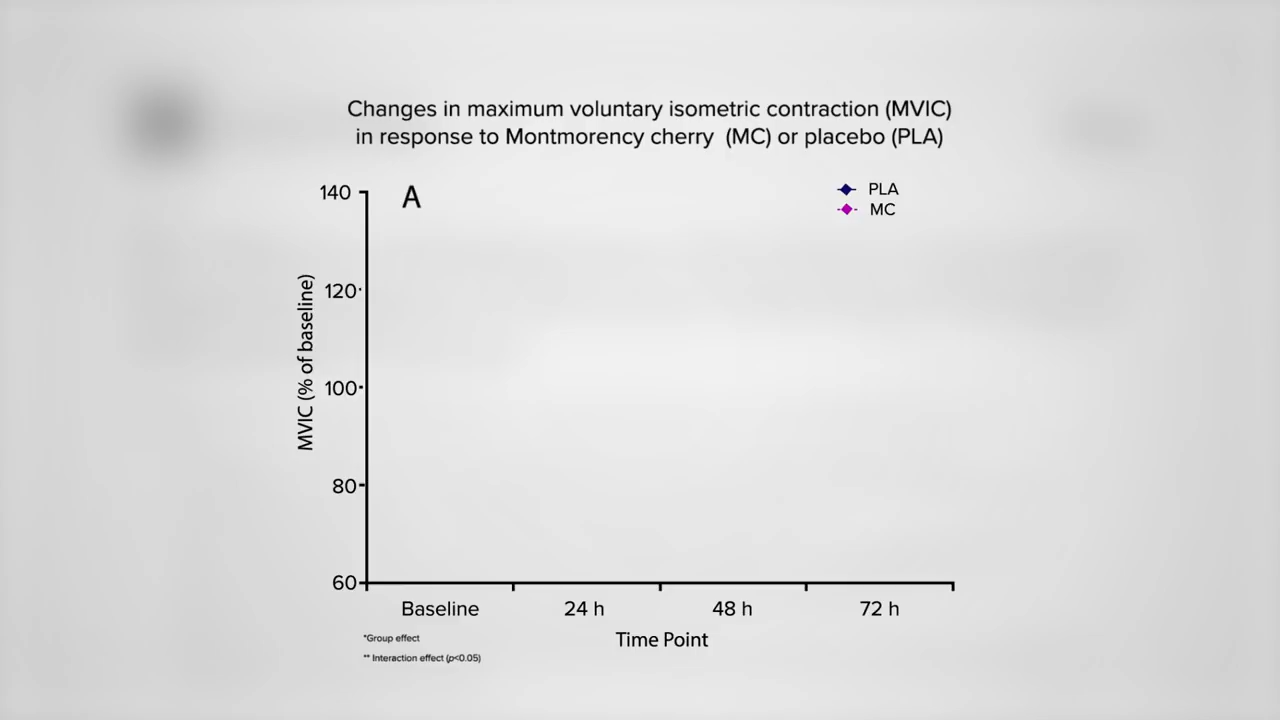 Changes in maximum voluntary isometric contraction (MVIC)
in response to Montmorency cherry (MC) or placebo (PLA)
A
PLA
MC
140
120
100
80
60
MVIC (% of baseline)
Baseline
24 h
48 h
72 h
Time Point
*Group effect
** Interaction effect (p<0.05)